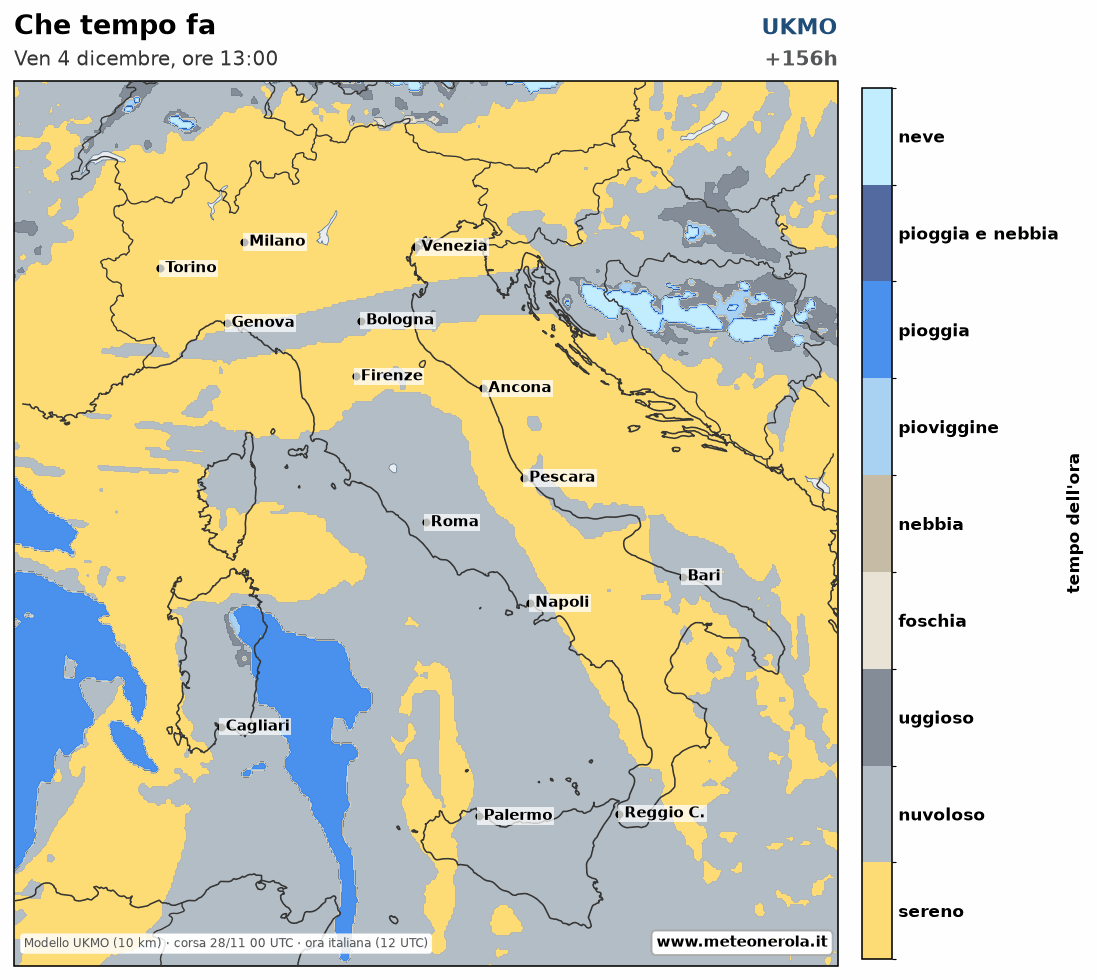 Che tempo fa
UKMO
Ven 4 dicembre, ore 13:00
+156h
neve
pioggia e nebbia
pioggia
pioviggine
nebbia
foschia
uggioso
nuvoloso
sereno
tempo dell'ora
Milano
Venezia
Torino
Genova
Bologna
Firenze
Ancona
Pescara
Roma
Bari
Napoli
Cagliari
Palermo
Reggio C.
Modello UKMO (10 km) · corsa 28/11 00 UTC · ora italiana (12 UTC)
www.meteonerola.it